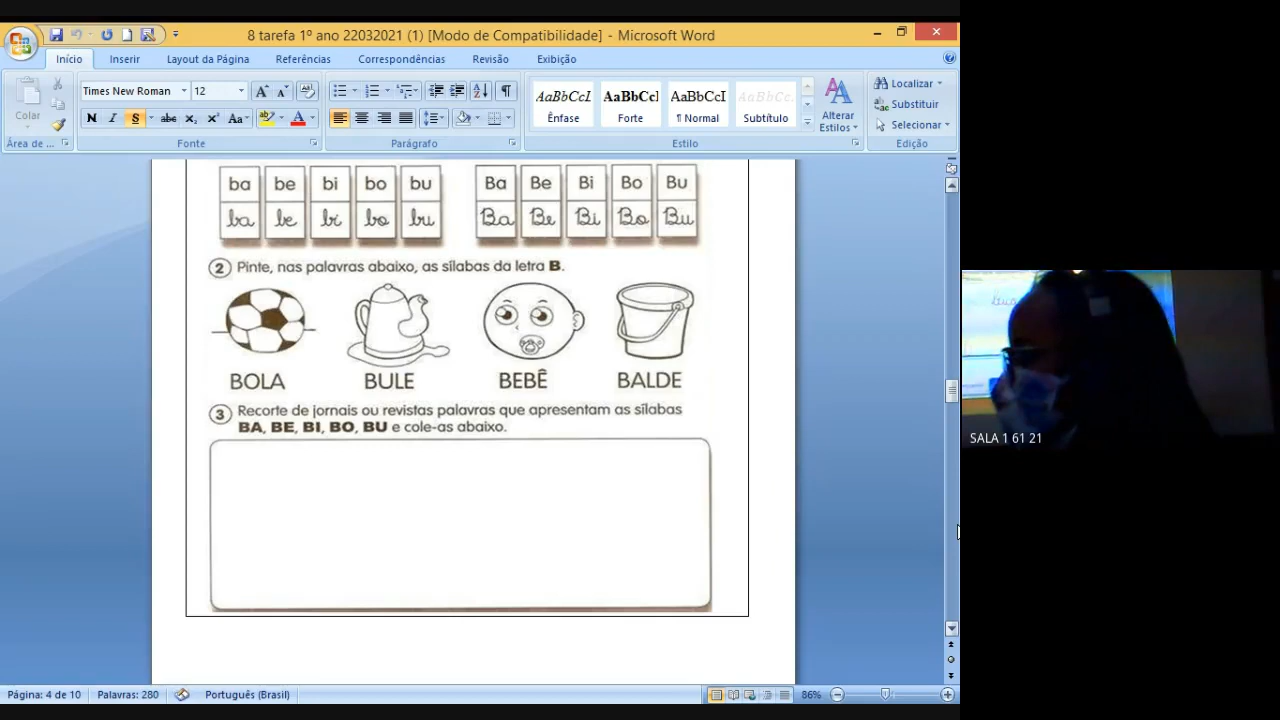 8 tarefa 1º ano 22032021 (1) [Modo de Compatibilidade] - Microsoft Word
Início Inserir Layout da Página Referências Correspondências Revisão Exibição
Colar
Times New Roman 12
N I S abc x₂ x² Aa A
AaBbCcI AaBbCcI AaBbCcI AaBbCc.
Ênfase Forte ¶ Normal Subtítulo
Alterar
Estilos
Localizar
Substituir
Selecionar
Área de ... Fonte Parágrafo Estilo Edição
ba be bi bo bu Ba Be Bi Bo Bu
ba be bi bo bu Ba Be Bi Bo Bu
2 Pinte, nas palavras abaixo, as sílabas da letra B.
BOLA BULE BEBÊ BALDE
3 Recorte de jornais ou revistas palavras que apresentam as sílabas
BA, BE, BI, BO, BU e cole-as abaixo.
SALA 1 61 21
Página: 4 de 10 Palavras: 280 Português (Brasil) 86%